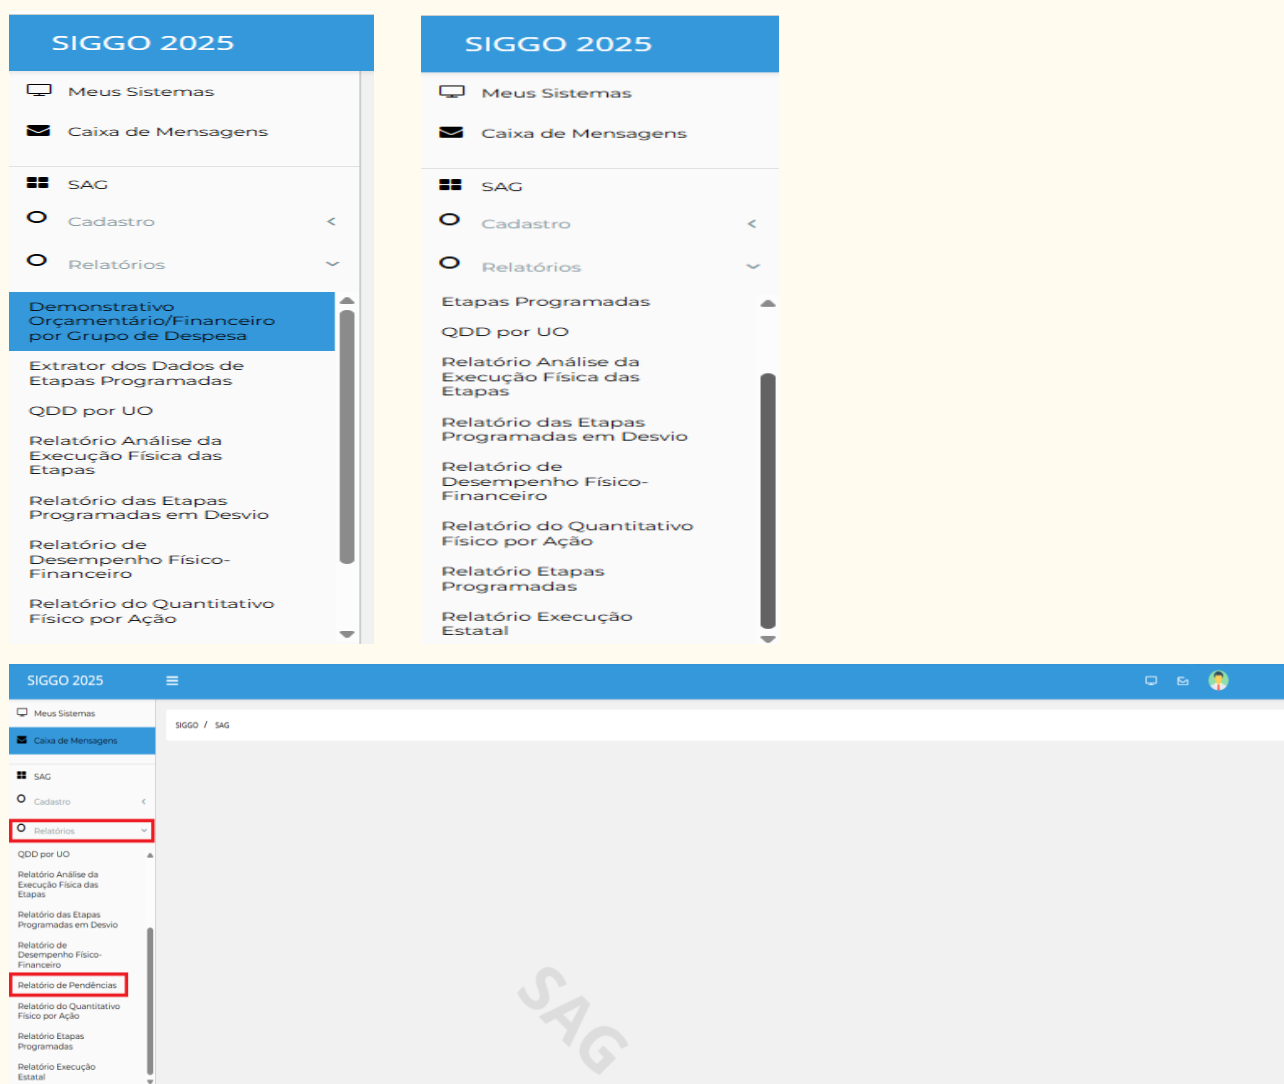 SIGGO 2025
Meus Sistemas
Caixa de Mensagens
SAG
Cadastro
Relatórios
Demonstrativo
Orçamentário/Financeiro
por Grupo de Despesa
Extrator dos Dados de
Etapas Programadas
QDD por UO
Relatório Análise da
Execução Física das
Etapas
Relatório das Etapas
Programadas em Desvio
Relatório de
Desempenho Físico-
Financeiro
Relatório do Quantitativo
Físico por Ação
SIGGO 2025
Meus Sistemas
Caixa de Mensagens
SAG
Cadastro
Relatórios
Etapas Programadas
QDD por UO
Relatório Análise da
Execução Física das
Etapas
Relatório das Etapas
Programadas em Desvio
Relatório de
Desempenho Físico-
Financeiro
Relatório do Quantitativo
Físico por Ação
Relatório Etapas
Programadas
Relatório Execução
Estatal
SIGGO 2025
Meus Sistemas
Caixa de Mensagens
SAG
Cadastro
Relatórios
QDD por UO
Relatório Análise da
Execução Física das
Etapas
Relatório das Etapas
Programadas em Desvio
Relatório de
Desempenho Físico-
Financeiro
Relatório de Pendências
Relatório do Quantitativo
Físico por Ação
Relatório Etapas
Programadas
Relatório Execução
Estatal
SIGGO / SAG
SAG